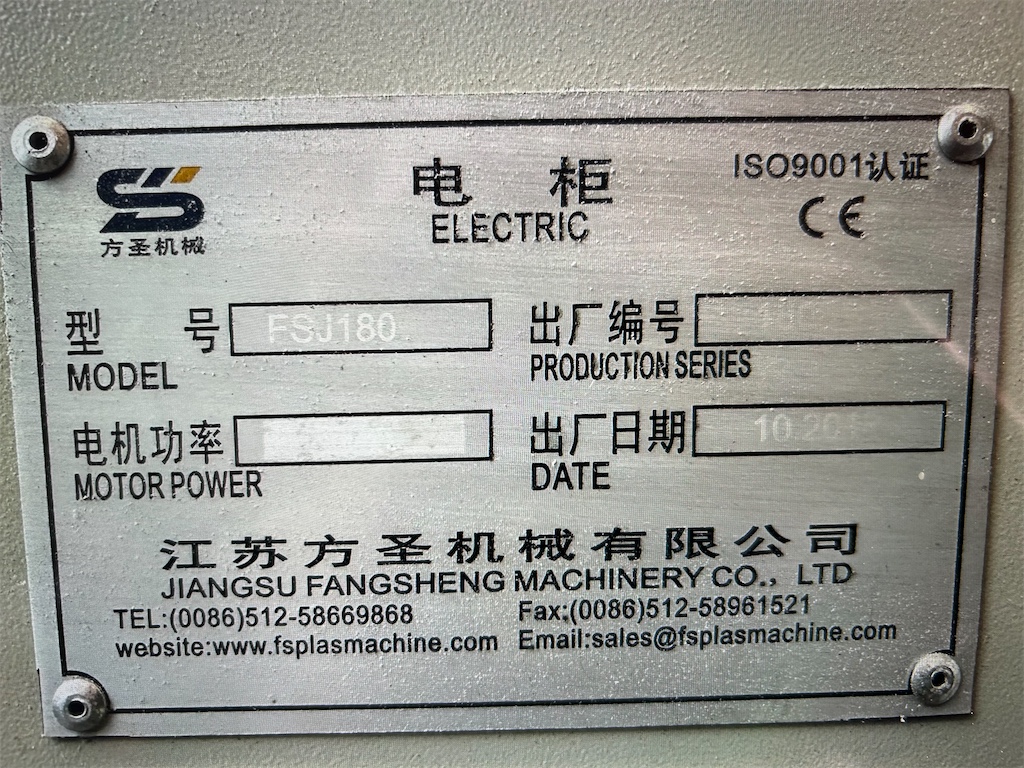 方圣机械
电 柜
ELECTRIC
ISO9001认证
CE
型 号 FSJ180
MODEL
出厂编号
PRODUCTION SERIES
电机功率
MOTOR POWER
出厂日期
DATE
江苏方圣机械有限公司
JIANGSU FANGSHENG MACHINERY CO., LTD
TEL:(0086)512-58669868 Fax:(0086)512-58961521
website:www.fsplasmachine.com Email:sales@fsplasmachine.com